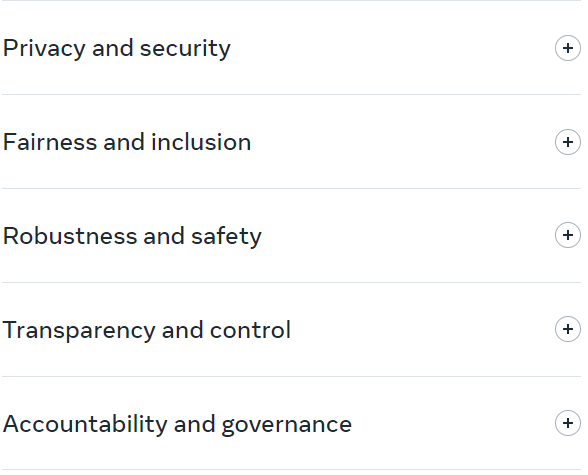 Privacy and security
Fairness and inclusion
Robustness and safety
Transparency and control
Accountability and governance